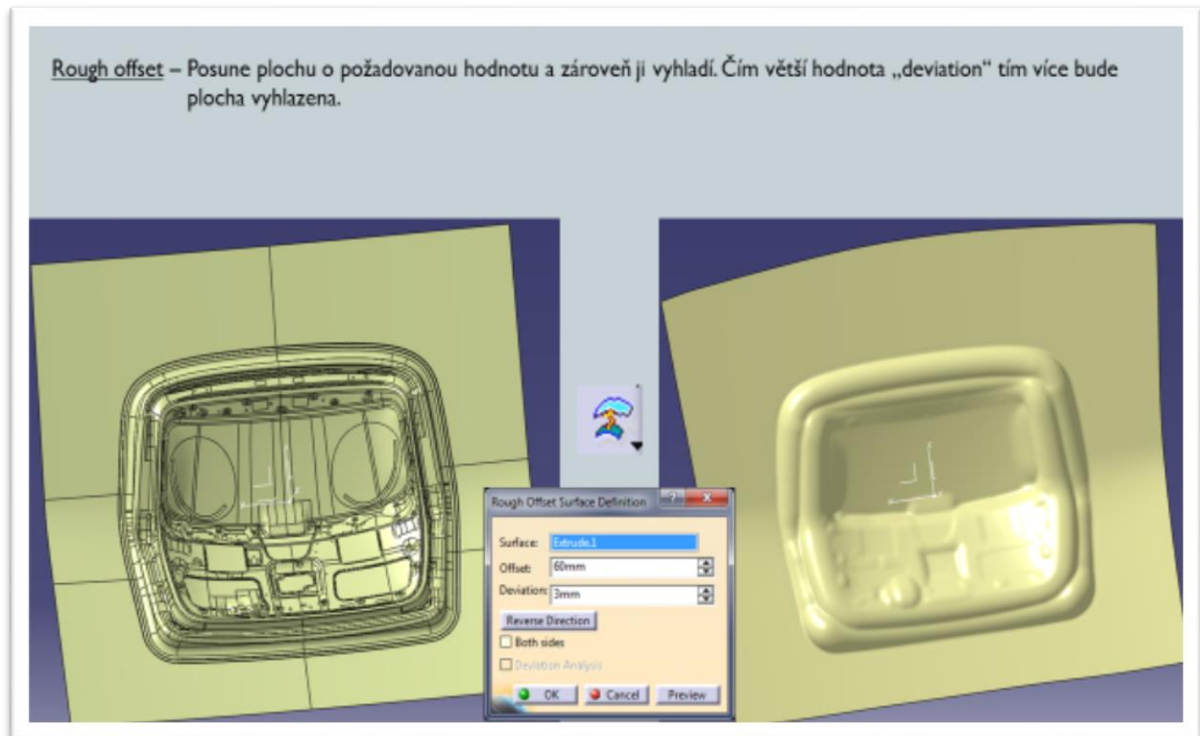 Rough offset – Posune plochu o požadovanou hodnotu a zároveň ji vyhladí. Čím větší hodnota „deviation“ tím více bude
plocha vyhlazena.
Rough Offset Surface Definition ? X
Surface: Extrude.1
Offset: 60mm
Deviation: 3mm
Reverse Direction
Both sides
Deviation Analysis
OK Cancel Preview